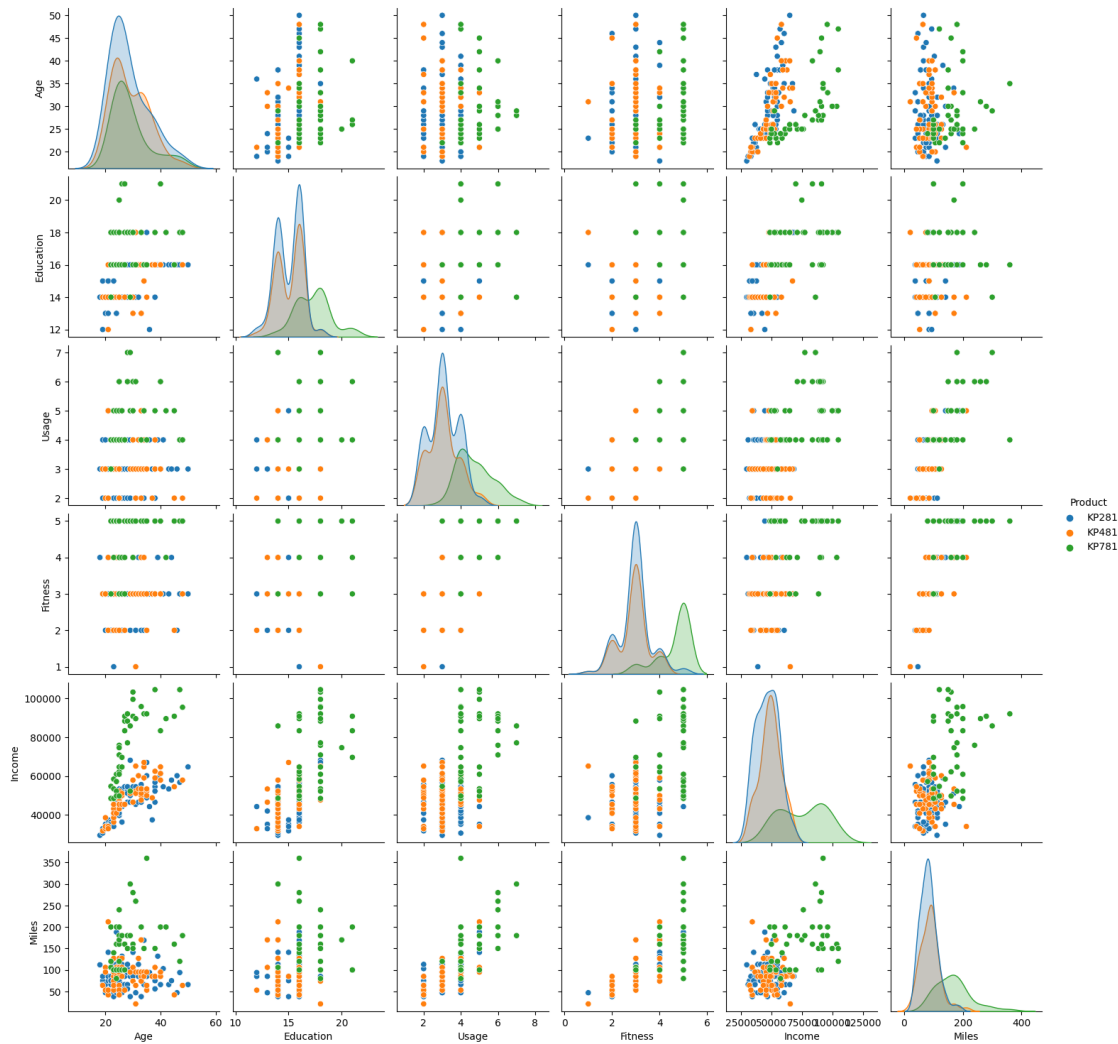 50
45
40
35
30
25
20
Age
20
18
16
14
12
Education
7
6
5
4
3
2
Usage
5
4
3
2
1
Fitness
100000
80000
60000
40000
Income
350
300
250
200
150
100
50
Miles
20 40 60
Age
10 15 20
Education
2 4 6 8
Usage
0 2 4 6
Fitness
25000 50000 75000 100000 125000
Income
0 200 400
Miles
Product
KP281
KP481
KP781